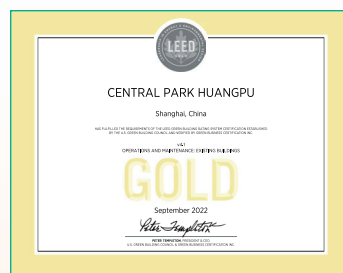 LEED
CENTRAL PARK HUANGPU
Shanghai, China
HAS FULFILLED THE REQUIREMENTS OF THE LEED GREEN BUILDING RATING SYSTEM CERTIFICATION ESTABLISHED
BY THE U.S. GREEN BUILDING COUNCIL AND VERIFIED BY GREEN BUSINESS CERTIFICATION INC.
v4.1
OPERATIONS AND MAINTENANCE: EXISTING BUILDINGS
GOLD
September 2022
Peter Templeton
PETER TEMPLETON, PRESIDENT & CEO
U.S. GREEN BUILDING COUNCIL & GREEN BUSINESS CERTIFICATION INC.